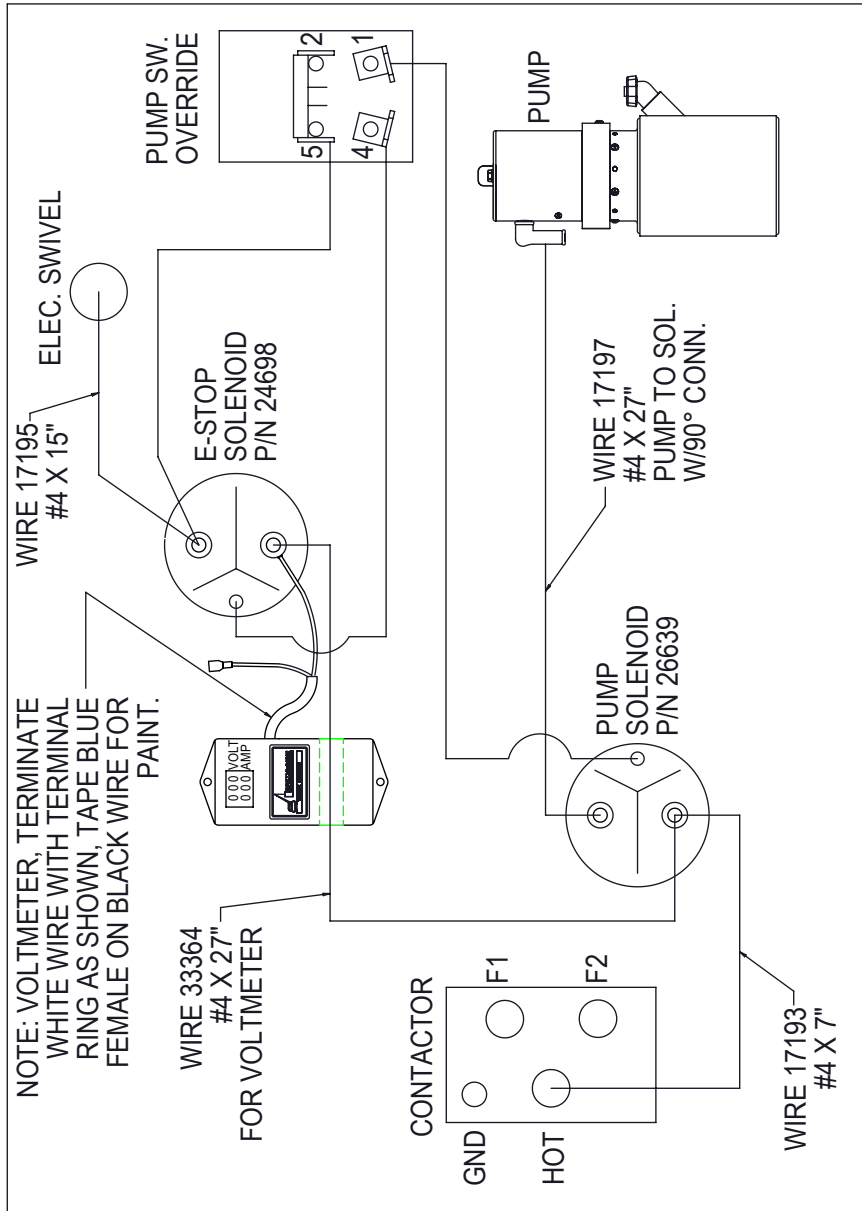 NOTE: VOLTMETER, TERMINATE
WHITE WIRE WITH TERMINAL
RING AS SHOWN, TAPE BLUE
FEMALE ON BLACK WIRE FOR
PAINT.
WIRE 17195
#4 X 15"
ELEC. SWIVEL
PUMP SW.
OVERRIDE
5
2
4
1
E-STOP
SOLENOID
P/N 24698
000 VOLT
000 AMP
WIRE 33364
#4 X 27"
FOR VOLTMETER
CONTACTOR
GND
F1
HOT
F2
WIRE 17193
#4 X 7"
PUMP
SOLENOID
P/N 26639
WIRE 17197
#4 X 27"
PUMP TO SOL.
W/90° CONN.
PUMP